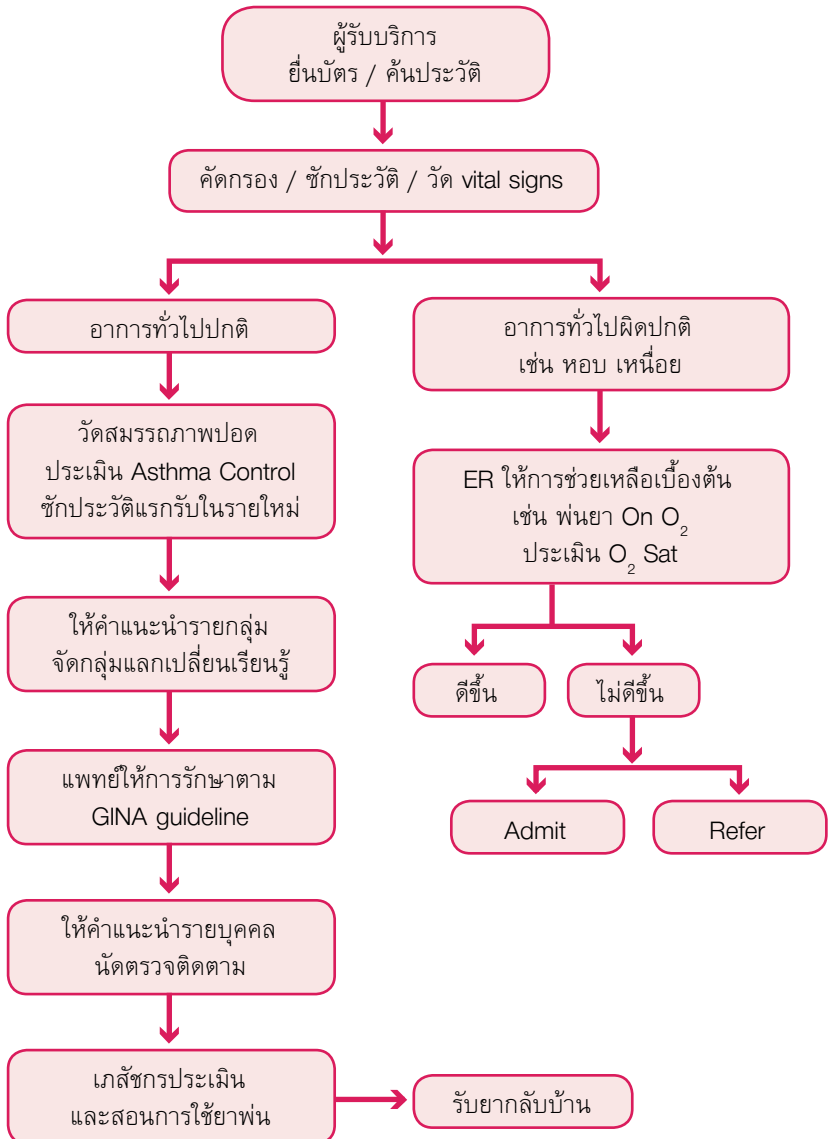 ผู้รับบริการ
ยื่นบัตร / ค้นประวัติ
คัดกรอง / ซักประวัติ / วัด vital signs
อาการทั่วไปปกติ
วัดสมรรถภาพปอด
ประเมิน Asthma Control
ซักประวัติแรกรับในรายใหม่
ให้คำแนะนำรายกลุ่ม
จัดกลุ่มแลกเปลี่ยนเรียนรู้
แพทย์ให้การรักษาตาม
GINA guideline
ให้คำแนะนำรายบุคคล
นัดตรวจติดตาม
เภสัชกรประเมิน
และสอนการใช้ยาพ่น
รับยากลับบ้าน
อาการทั่วไปผิดปกติ
เช่น หอบ เหนื่อย
ER ให้การช่วยเหลือเบื้องต้น
เช่น พ่นยา On O₂
ประเมิน O₂ Sat
ดีขึ้น
ไม่ดีขึ้น
Admit
Refer